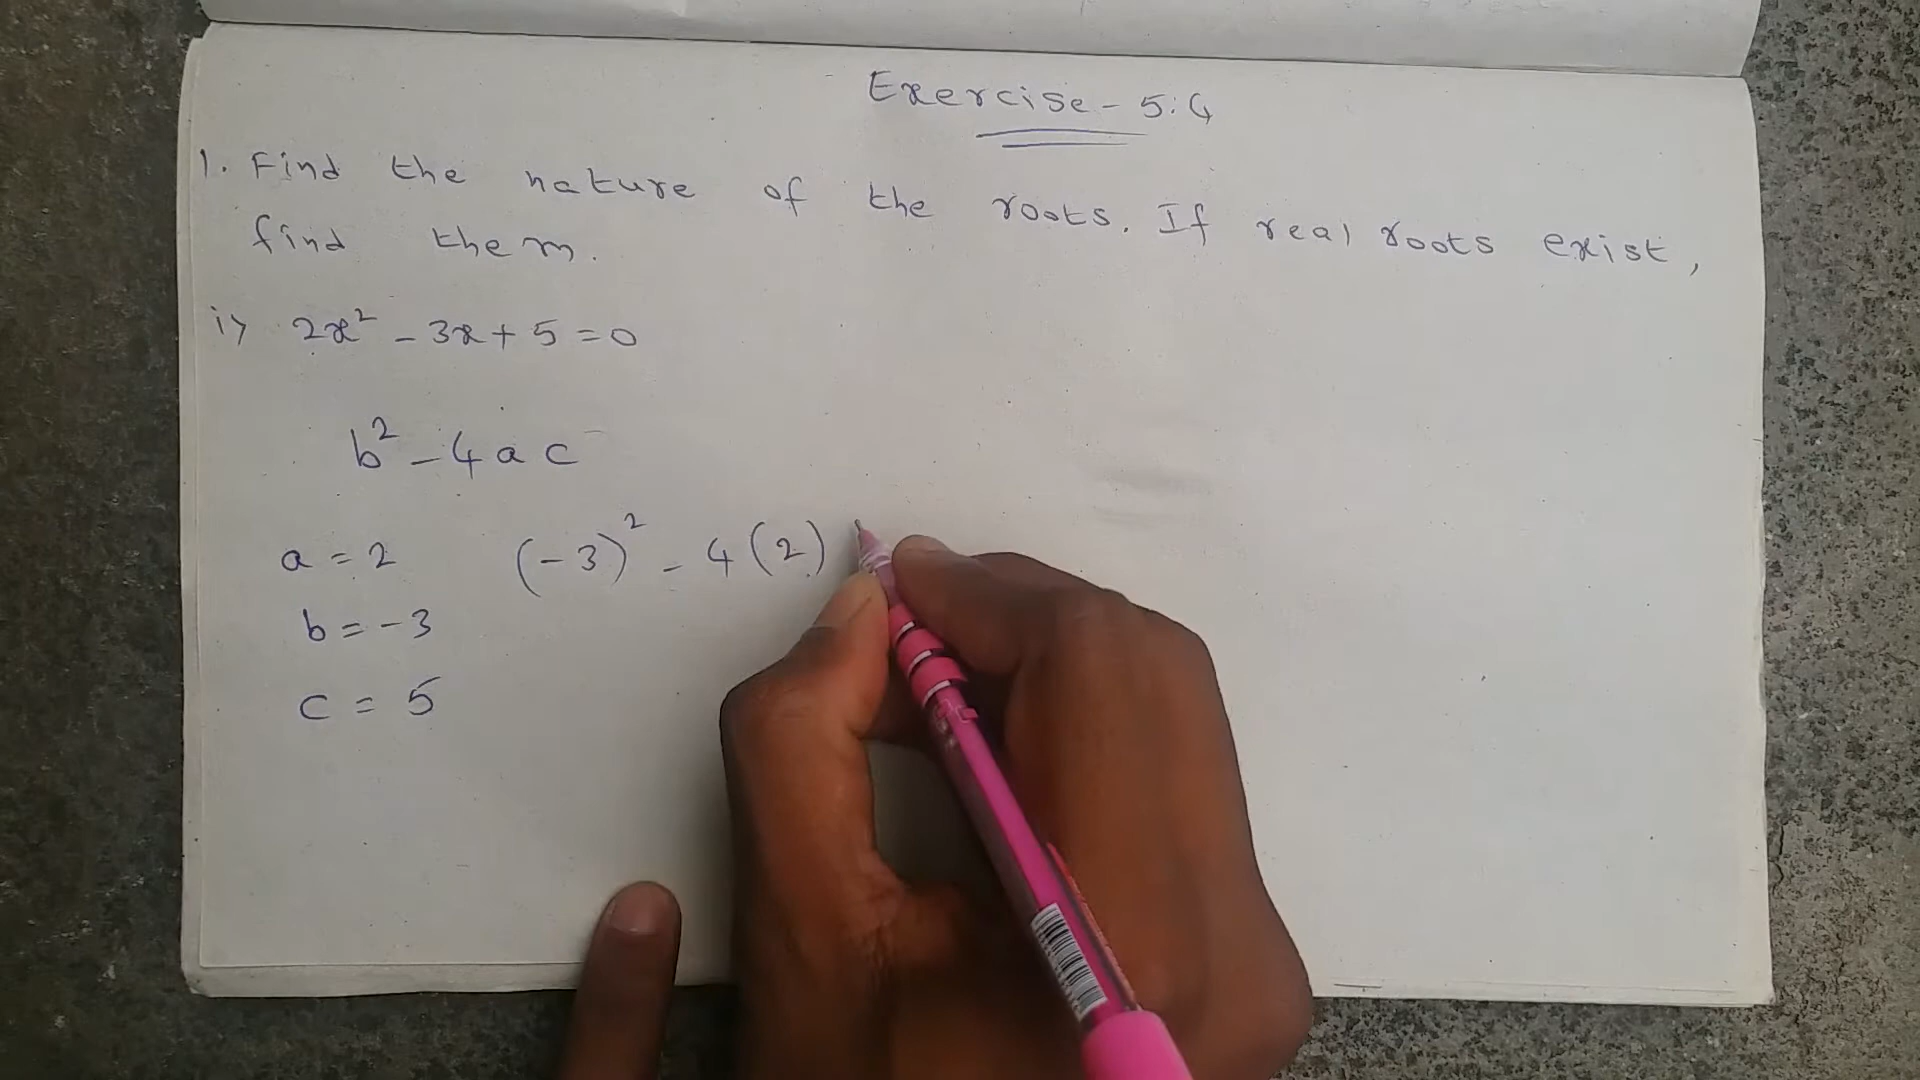 Exercise - 5.4
1. Find the nature of the roots. If real roots exist,
find them.
i) 2x² - 3x + 5 = 0
b² - 4ac
a = 2 (-3)² - 4(2)
b = -3
c = 5